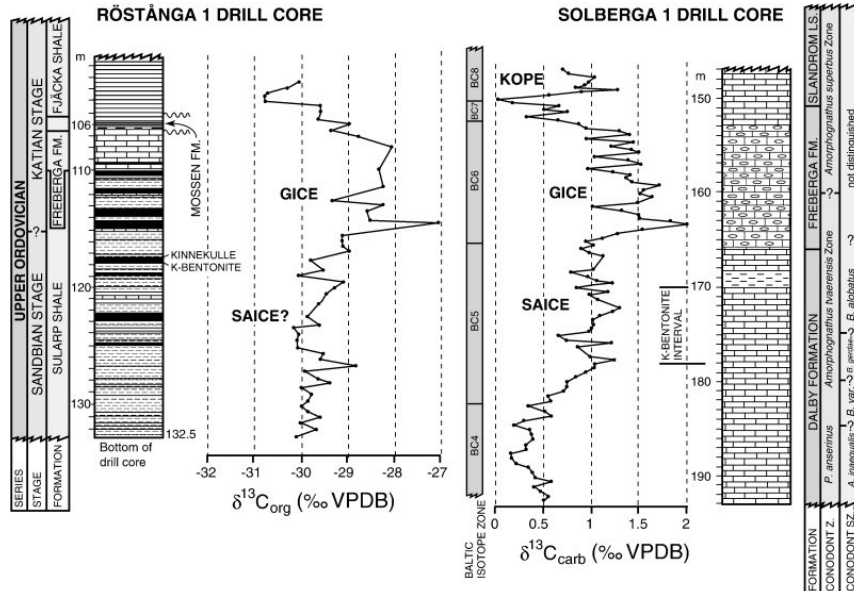 RÖSTÅNGA 1 DRILL CORE
SOLBERGA 1 DRILL CORE
UPPER ORDOVICIAN
KATIAN STAGE
SANDBIAN STAGE
-?-
FJÄCKA SHALE
FREBERGA FM.
SULARP SHALE
SERIES
STAGE
FORMATION
m
106
110
120
130
132.5
Bottom of
drill core
MOSSEN FM.
KINNEKULLE
K-BENTONITE
GICE
SAICE?
-32
-31
-30
-29
-28
-27
δ13Corg (‰ VPDB)
BC8
BC7
BC6
BC5
BC4
BALTIC
ISOTOPE ZONE
KOPE
GICE
SAICE
0
0.5
1
1.5
2
δ13Ccarb (‰ VPDB)
K-BENTONITE
INTERVAL
m
150
160
170
180
190
SLANDROM LS.
FREBERGA FM.
DALBY FORMATION
Amorphognathus superbus Zone
-?-
Amorphognathus tvaerensis Zone
P. anserinus
not distinguished
?
B. alobatus
-?-
B. gerdae
-?-
B. var.
-?-
A. inaequalis
FORMATION
CONODONT Z.
CONODONT SZ.